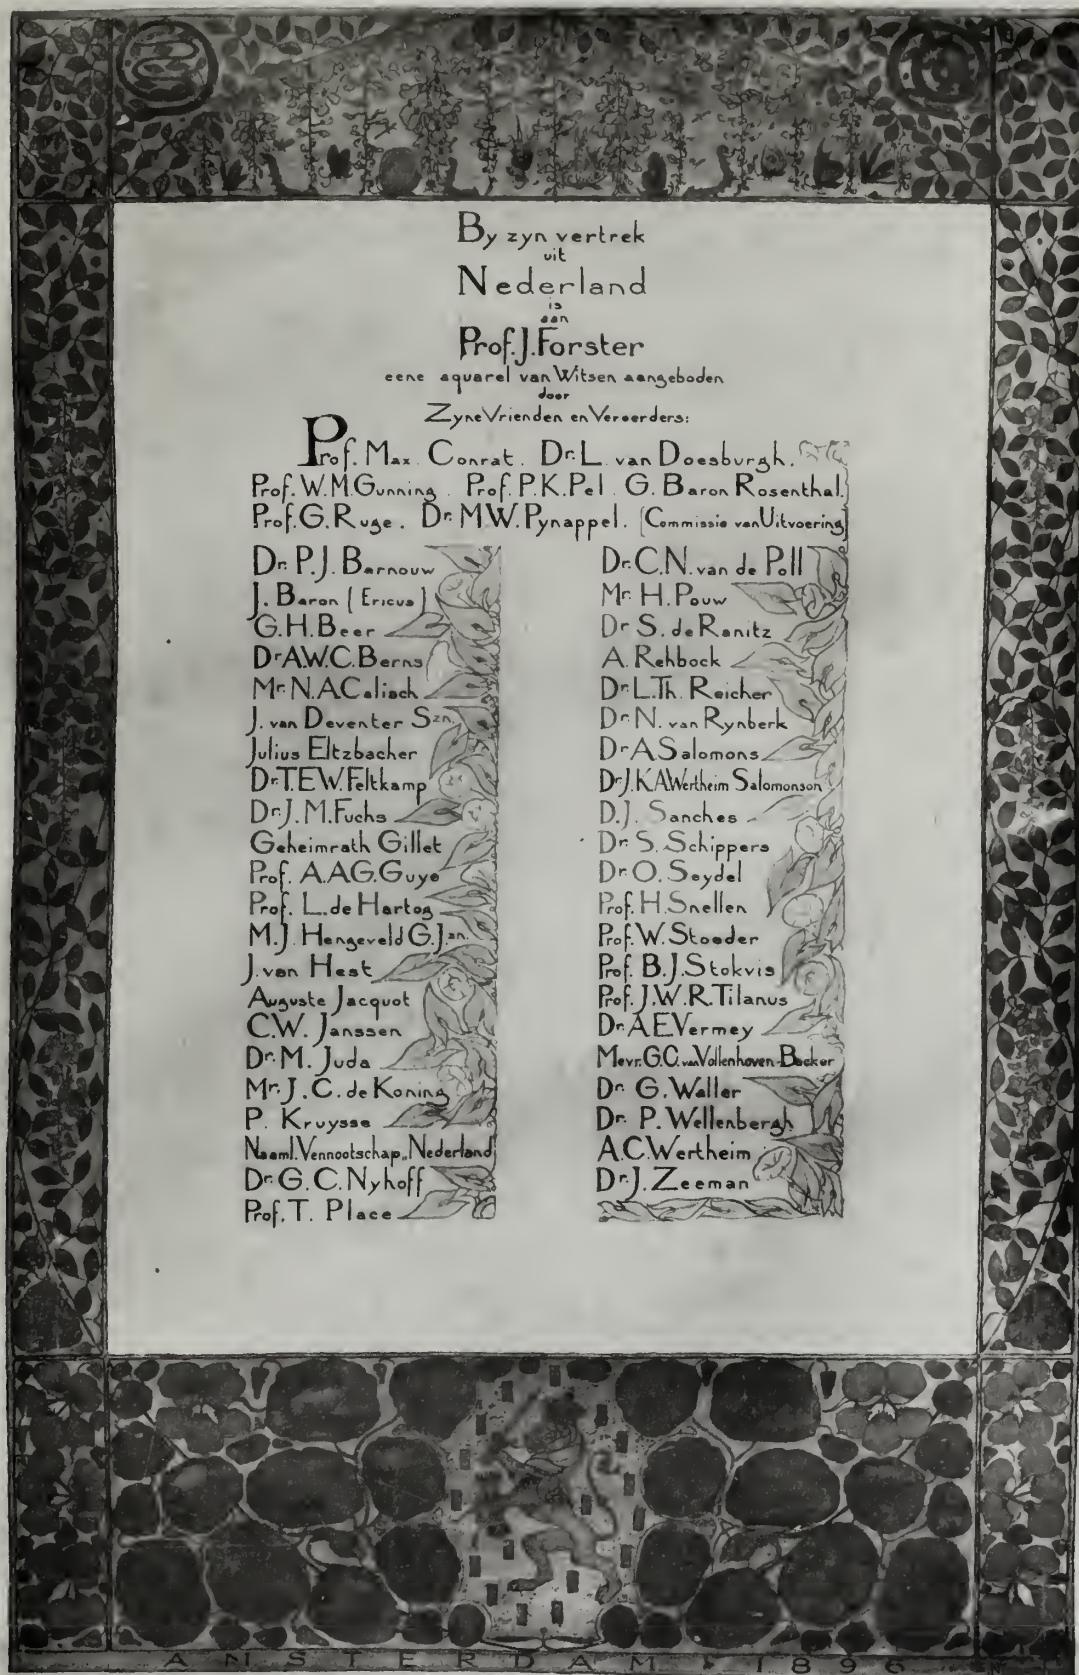 By zyn vertrek
uit
Nederland
is
aan
Prof. J. Forster
eene aquarel van Witsen aangeboden
door
Zyne Vrienden en Vereerders:
Prof. Max Conrat. Dr. L. van Doesburgh.
Prof. W. M. Gunning. Prof. P. K. Pel. G. Baron Rosenthal.
Prof. G. Ruge. Dr. M W. Pynappel. (Commissie van Uitvoering)
Dr. P. J. Barnouw
J. Baron (Ericus)
G. H. Beer
Dr A.W.C. Berns
Mr. N. A Calisch
J. van Deventer Szn.
Julius Eltzbacher
Dr. T.E.W. Feltkamp
Dr. J. M. Fuchs
Geheimrath Gillet
Prof. A. A G. Guye
Prof. L. de Hartog
M. J. Hengeveld G. J.zn.
J. van Hest
Auguste Jacquot
C. W. Janssen
Dr. M. Juda
Mr. J. C. de Koning
P. Kruysse
Naaml. Vennootschap „Nederland
Dr. G. C. Nyhoff
Prof. T. Place
Dr. C. N. van de Poll
Mr. H. Pouw
Dr S. de Ranitz
A. Rehbock
Dr. L. Th. Reicher
Dr. N. van Rynberk
Dr A Salomons
Dr. J. K. A. Wertheim Salomonson
D. J. Sanches
Dr. S. Schippers
Dr. O. Seydel
Prof. H. Snellen
Prof. W. Stoeder
Prof. B. J. Stokvis
Prof. J. W. R. Tilanus
Dr. A E Vermey
Mevr. G. C. van Vollenhoven-Backer
Dr. G. Waller
Dr. P. Wellenbergh
A. C. Wertheim
Dr. J. Zeeman
AMSTERDAM 1896